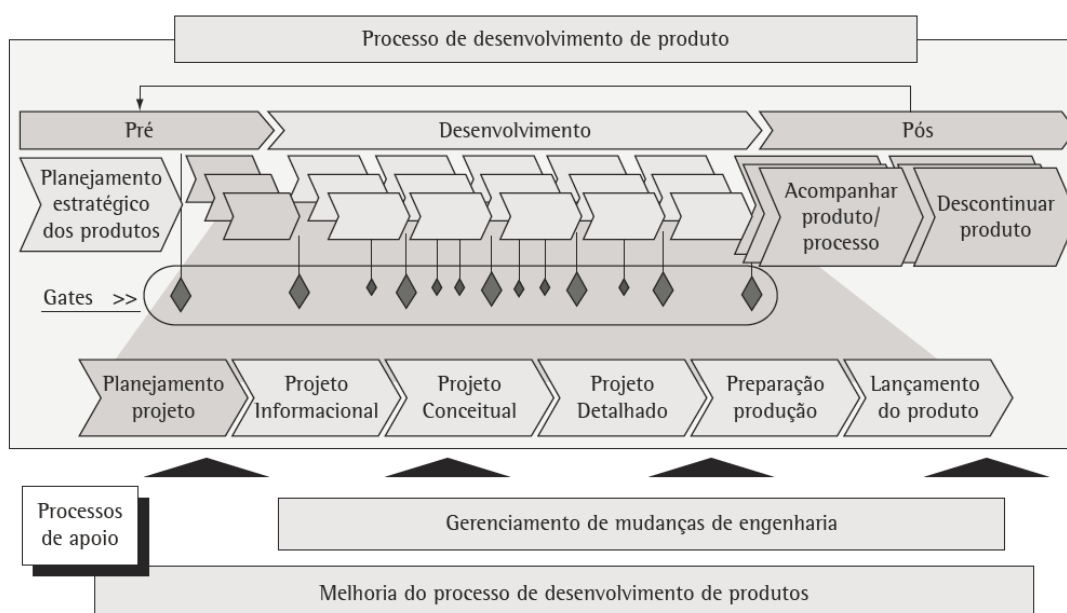 Processo de desenvolvimento de produto
Pré
Desenvolvimento
Pós
Planejamento
estratégico
dos produtos
Acompanhar
produto/
processo
Descontinuar
produto
Gates >>
Planejamento
projeto
Projeto
Informacional
Projeto
Conceitual
Projeto
Detalhado
Preparação
produção
Lançamento
do produto
Processos
de apoio
Gerenciamento de mudanças de engenharia
Melhoria do processo de desenvolvimento de produtos